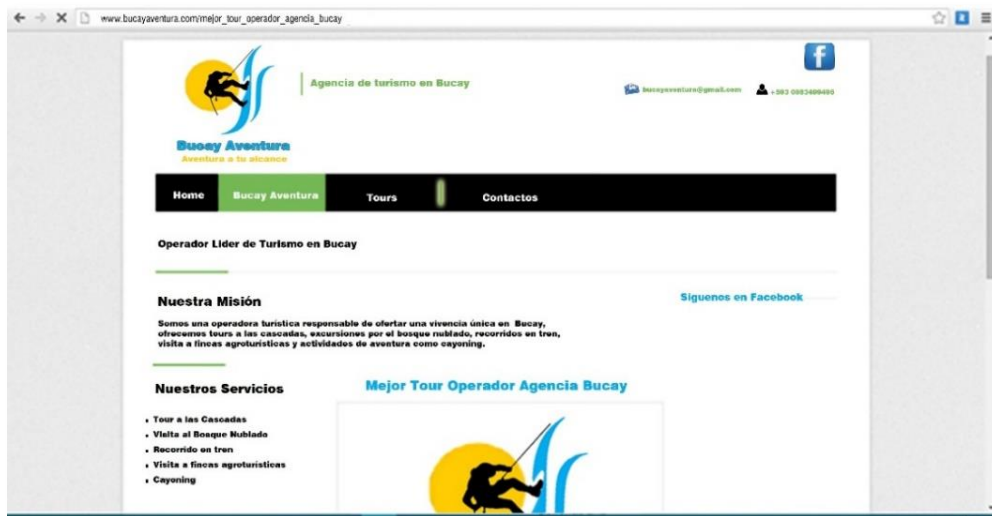 www.bucayaventura.com/mejor_tour_operador_agencia_bucay
Agencia de turismo en Bucay
bucayaventura@gmail.com
Bucay Aventura
Aventura a tu alcance
Home Bucay Aventura Tours Contactos
Operador Lider de Turismo en Bucay
Nuestra Misión
Siguenos en Facebook
Somos una operadora turística responsable de ofertar una vivencia única en Bucay,
ofrecemos tours a las cascadas, excursiones por el bosque nublado, recorridos en tren,
visita a fincas agroturísticas y actividades de aventura como cayoning.
Nuestros Servicios
Mejor Tour Operador Agencia Bucay
Tour a las Cascadas
Visita al Bosque Nublado
Recorrido en tren
Visita a fincas agroturísticas
Cayoning